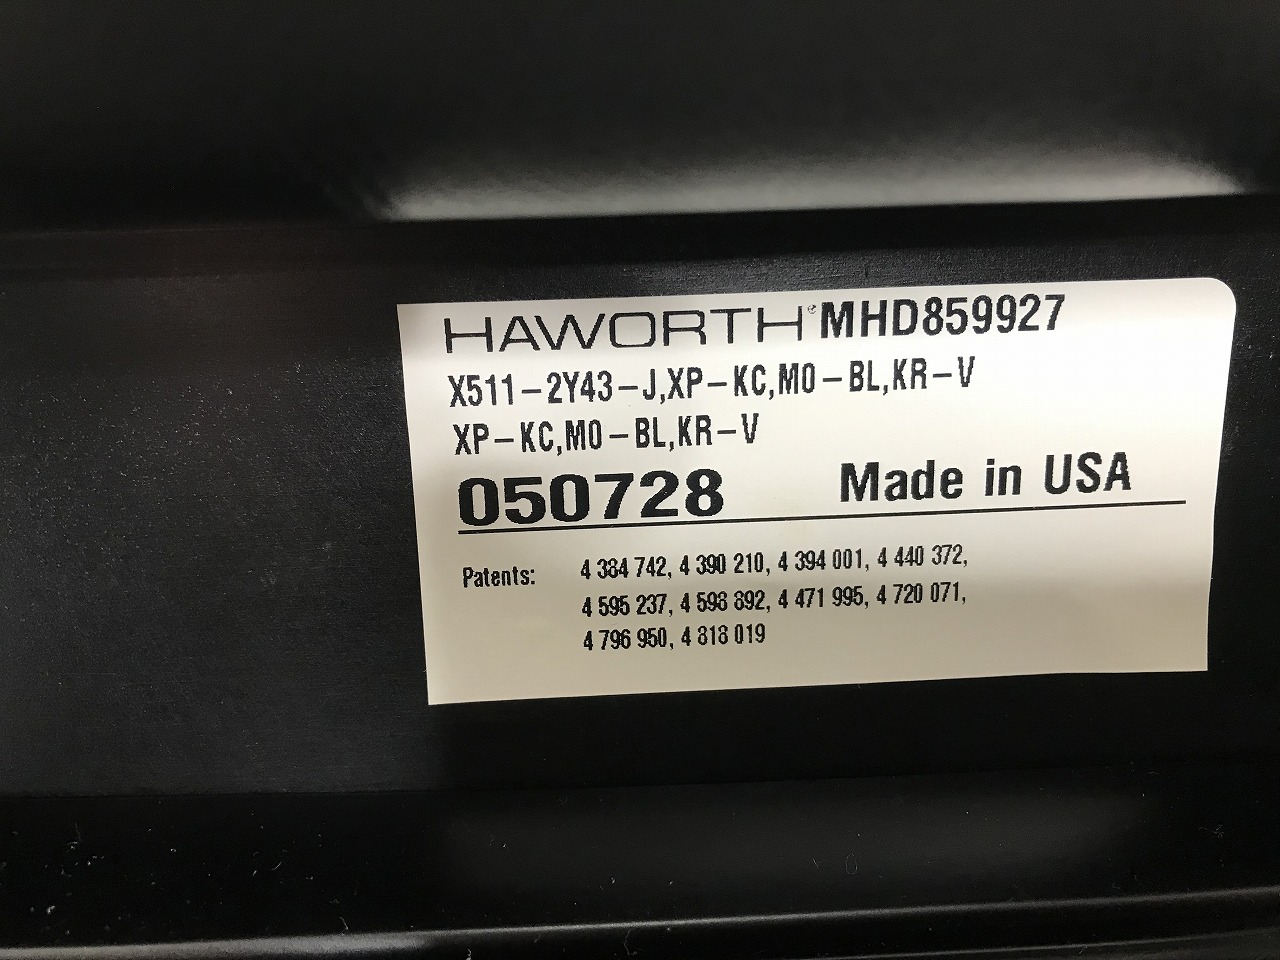 HAWORTH® MHD859927
X511-2Y43-J,XP-KC,MO-BL,KR-V
XP-KC,MO-BL,KR-V
050728 Made in USA
Patents: 4 384 742, 4 390 210, 4 394 001, 4 440 372,
4 595 237, 4 598 892, 4 471 995, 4 720 071,
4 796 950, 4 818 019